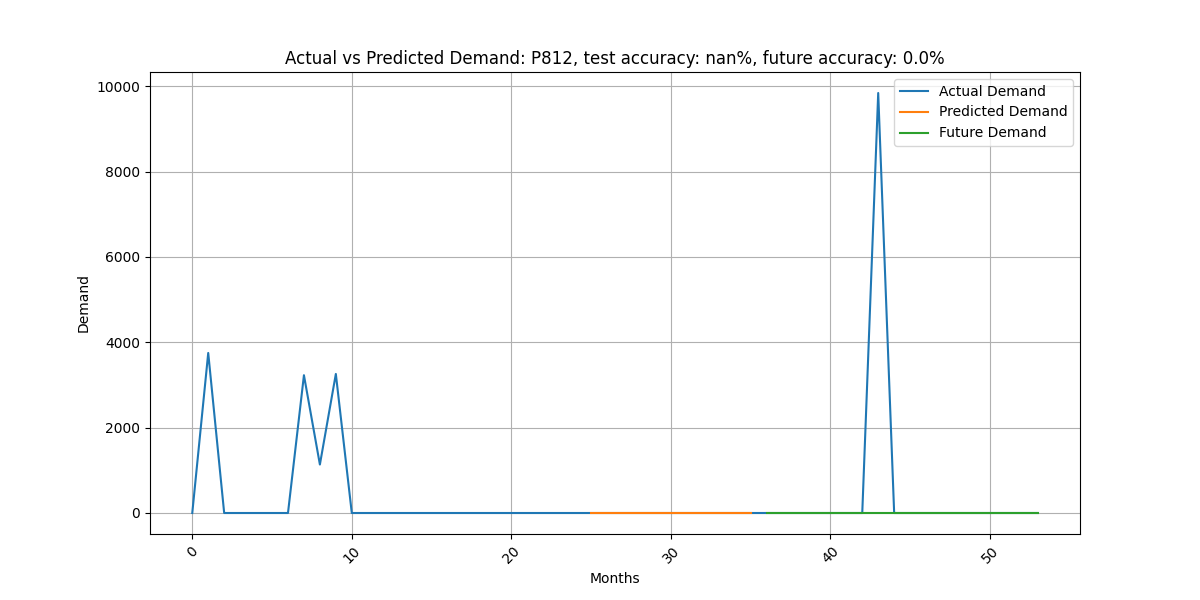 Actual vs Predicted Demand: P812, test accuracy: nan%, future accuracy: 0.0%
Actual Demand
Predicted Demand
Future Demand
10000
8000
6000
4000
2000
0
Demand
0
10
20
30
40
50
Months